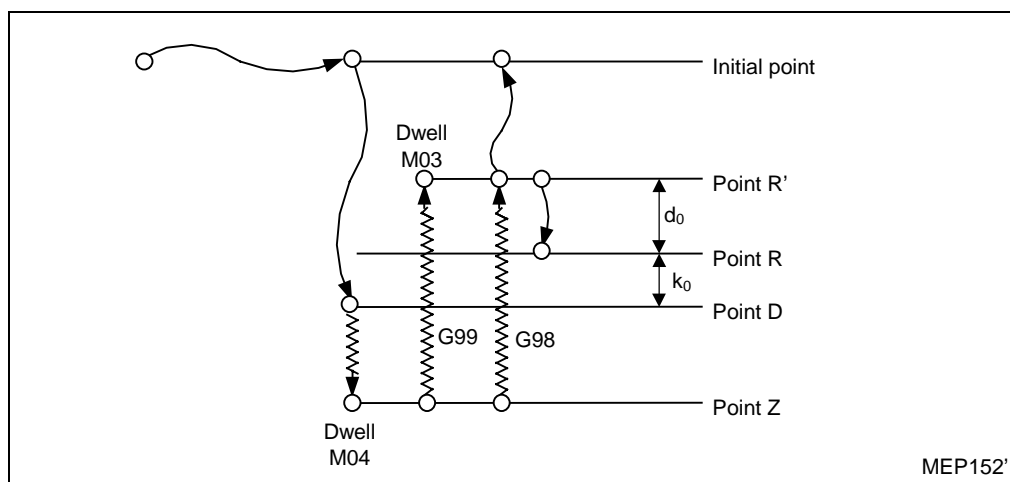 Initial point
Dwell
M03
Point R’
d0
Point R
k0
Point D
G99
G98
Point Z
Dwell
M04
MEP152’